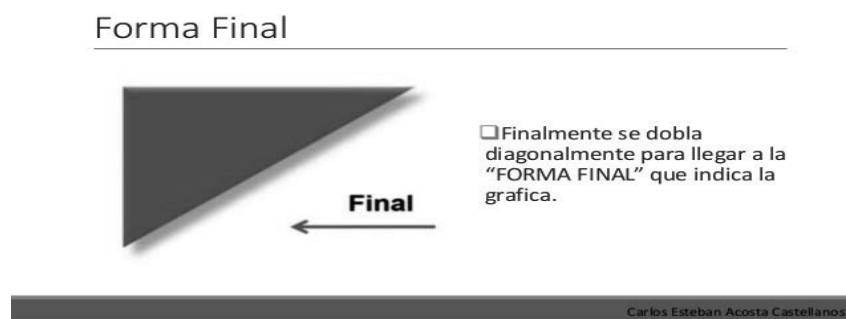 Forma Final
❑Finalmente se dobla
diagonalmente para llegar a la
“FORMA FINAL” que indica la
grafica.
Final
Carlos Esteban Acosta Castellanos